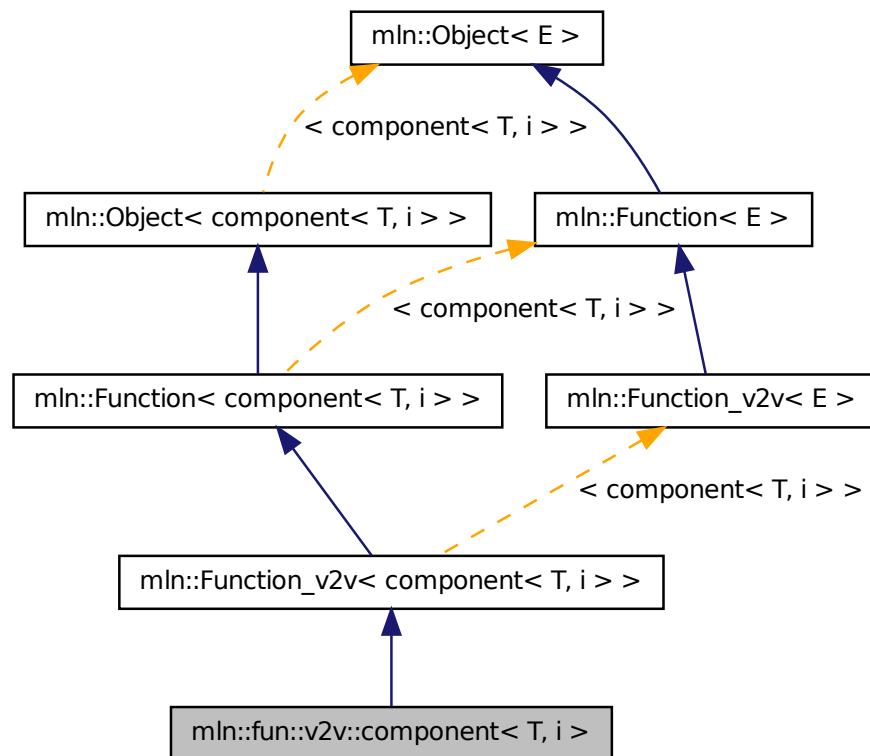 mln::Object< E >
< component< T, i > >
mln::Object< component< T, i > >
mln::Function< E >
< component< T, i > >
mln::Function< component< T, i > >
mln::Function_v2v< E >
< component< T, i > >
mln::Function_v2v< component< T, i > >
mln::fun::v2v::component< T, i >